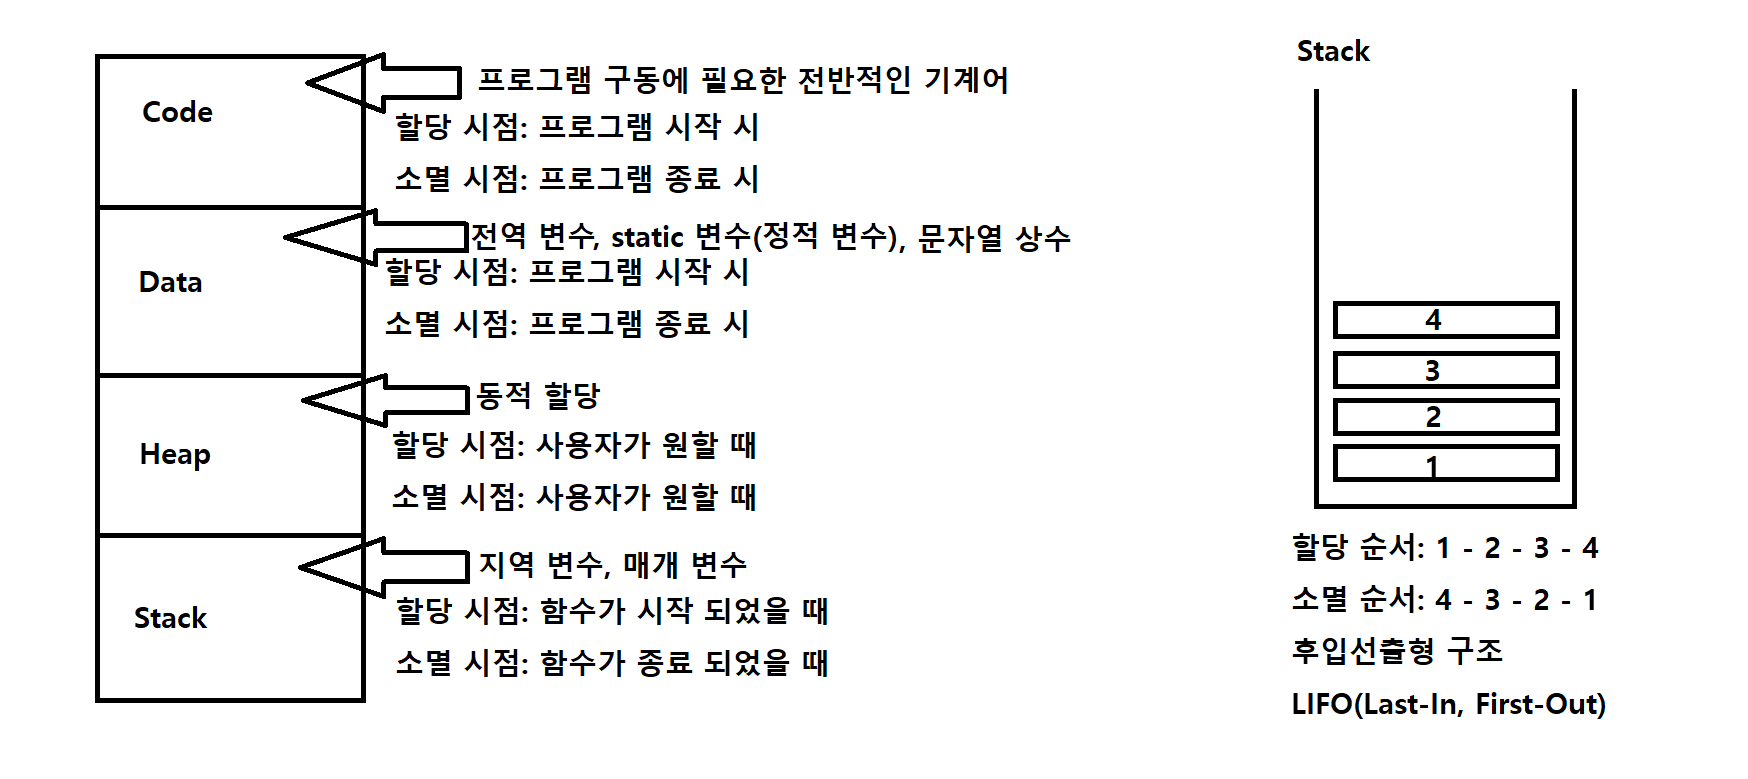 Code
프로그램 구동에 필요한 전반적인 기계어
할당 시점: 프로그램 시작 시
소멸 시점: 프로그램 종료 시
Data
전역 변수, static 변수(정적 변수), 문자열 상수
할당 시점: 프로그램 시작 시
소멸 시점: 프로그램 종료 시
Heap
동적 할당
할당 시점: 사용자가 원할 때
소멸 시점: 사용자가 원할 때
Stack
지역 변수, 매개 변수
할당 시점: 함수가 시작 되었을 때
소멸 시점: 함수가 종료 되었을 때
Stack
4
3
2
1
할당 순서: 1 - 2 - 3 - 4
소멸 순서: 4 - 3 - 2 - 1
후입선출형 구조
LIFO(Last-In, First-Out)